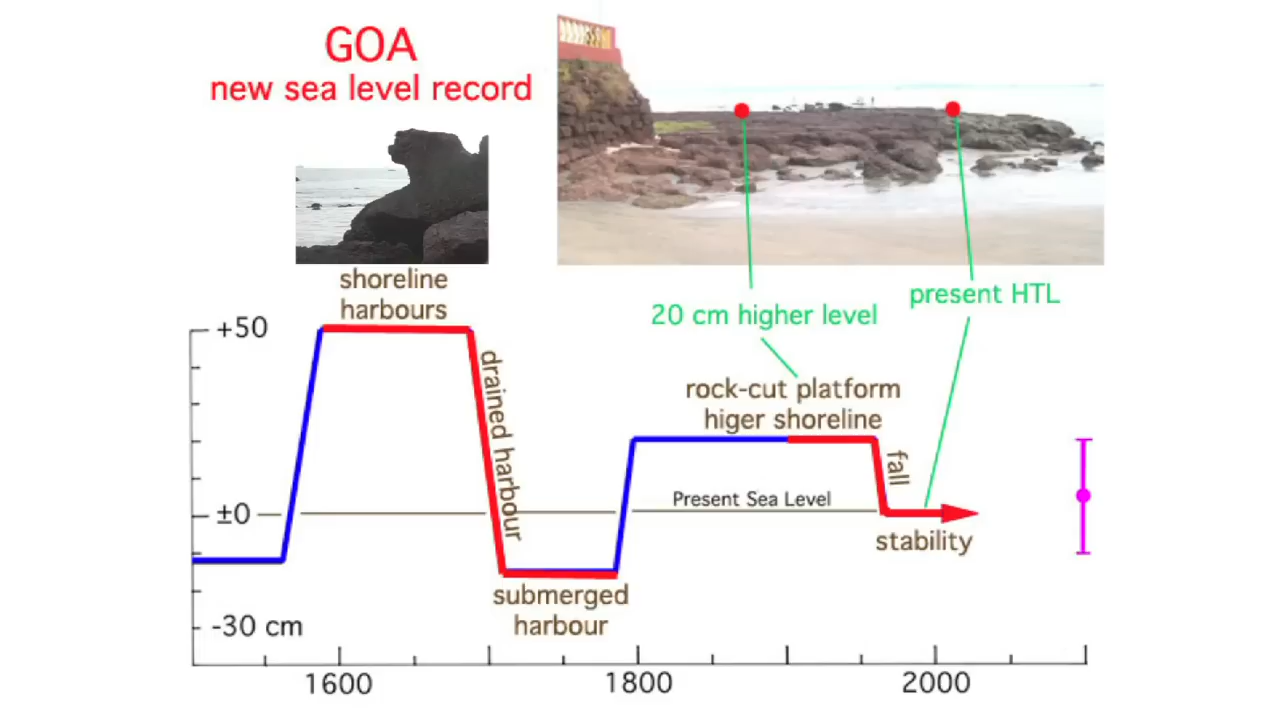 GOA
new sea level record
shoreline
harbours
20 cm higher level
present HTL
+50
drained harbour
rock-cut platform
higer shoreline
fall
±0
Present Sea Level
stability
submerged
harbour
-30 cm
1600
1800
2000